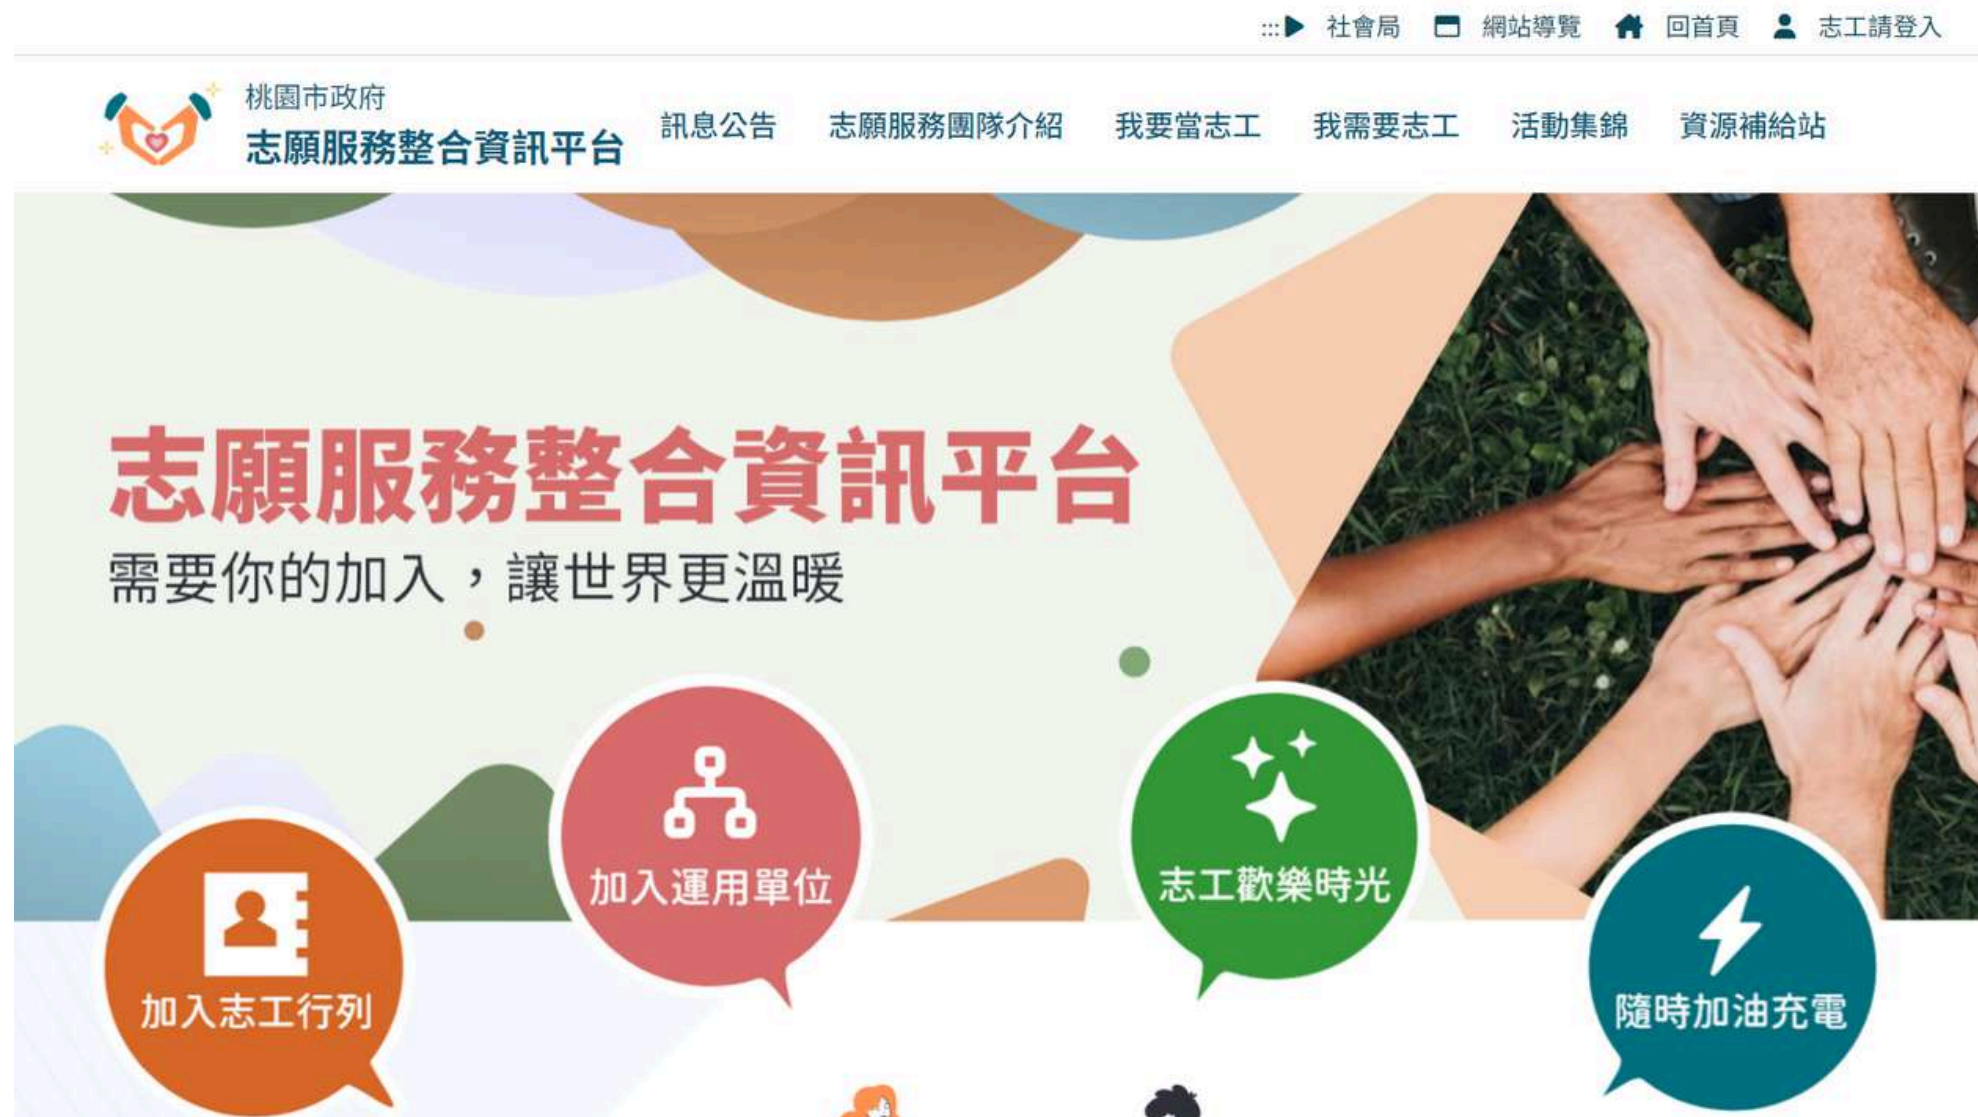 ::: 社會局 網站導覽 回首頁 志工請登入
桃園市政府
志願服務整合資訊平台
訊息公告 志願服務團隊介紹 我要當志工 我需要志工 活動集錦 資源補給站
志願服務整合資訊平台
需要你的加入，讓世界更溫暖
加入運用單位
志工歡樂時光
加入志工行列
隨時加油充電